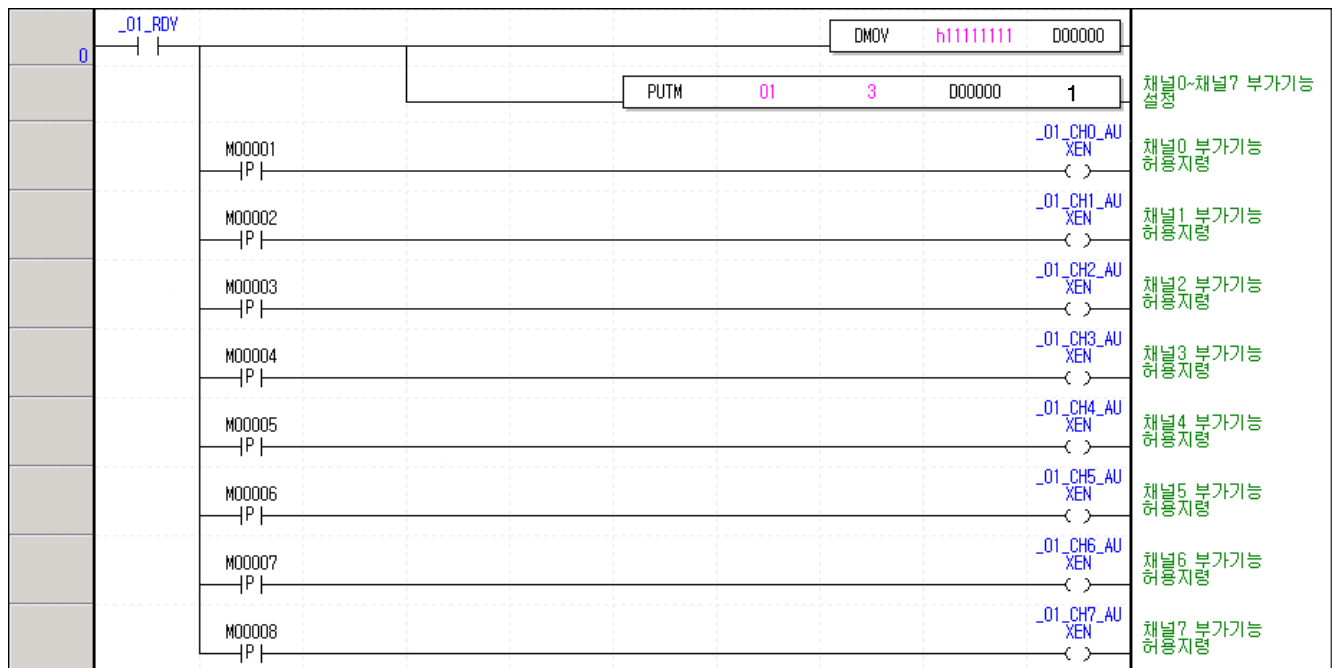 _01_RDY
0
DMOV h11111111 D00000
PUTM 01 3 D00000 1
채널0~채널7 부가기능
설정
M00001
P
_01_CH0_AU
XEN
채널0 부가기능
허용지령
M00002
P
_01_CH1_AU
XEN
채널1 부가기능
허용지령
M00003
P
_01_CH2_AU
XEN
채널2 부가기능
허용지령
M00004
P
_01_CH3_AU
XEN
채널3 부가기능
허용지령
M00005
P
_01_CH4_AU
XEN
채널4 부가기능
허용지령
M00006
P
_01_CH5_AU
XEN
채널5 부가기능
허용지령
M00007
P
_01_CH6_AU
XEN
채널6 부가기능
허용지령
M00008
P
_01_CH7_AU
XEN
채널7 부가기능
허용지령